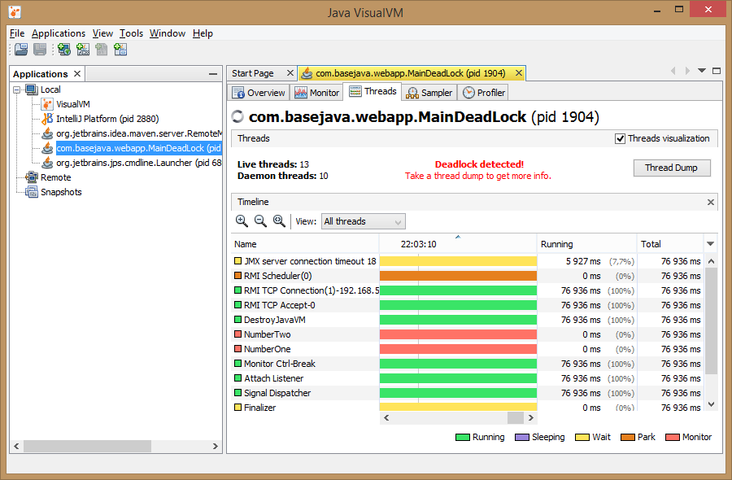 Java VisualVM
File Applications View Tools Window Help
Applications
Local
VisualVM
IntelliJ Platform (pid 2880)
org.jetbrains.idea.maven.server.RemoteM
com.basejava.webapp.MainDeadLock (pid
org.jetbrains.jps.cmdline.Launcher (pid 68
Remote
Snapshots
Start Page com.basejava.webapp.MainDeadLock (pid 1904)
Overview Monitor Threads Sampler Profiler
com.basejava.webapp.MainDeadLock (pid 1904)
Threads Threads visualization
Live threads: 13
Daemon threads: 10
Deadlock detected!
Take a thread dump to get more info.
Thread Dump
Timeline
View: All threads
Name 22:03:10 Running Total
JMX server connection timeout 18 5 927 ms (7,7%) 76 936 ms
RMI Scheduler(0) 0 ms (0%) 76 936 ms
RMI TCP Connection(1)-192.168.5 76 936 ms (100%) 76 936 ms
RMI TCP Accept-0 76 936 ms (100%) 76 936 ms
DestroyJavaVM 76 936 ms (100%) 76 936 ms
NumberTwo 0 ms (0%) 76 936 ms
NumberOne 0 ms (0%) 76 936 ms
Monitor Ctrl-Break 76 936 ms (100%) 76 936 ms
Attach Listener 76 936 ms (100%) 76 936 ms
Signal Dispatcher 76 936 ms (100%) 76 936 ms
Finalizer 0 ms (0%) 76 936 ms
Running Sleeping Wait Park Monitor